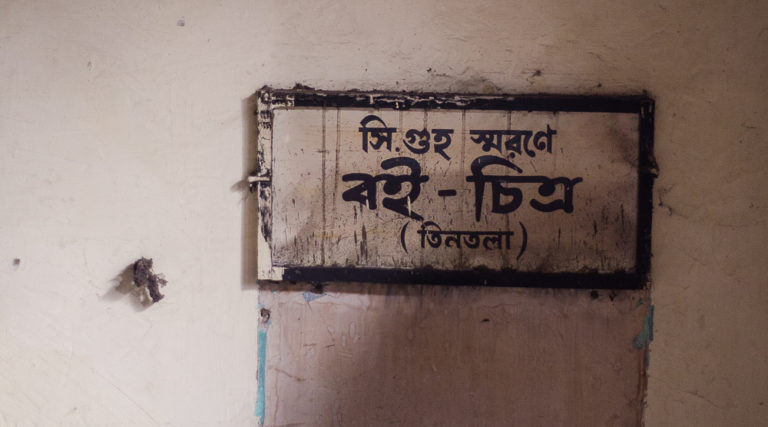 সি. গুহ স্মরণে
বই - চিত্র
( তিনতলা )